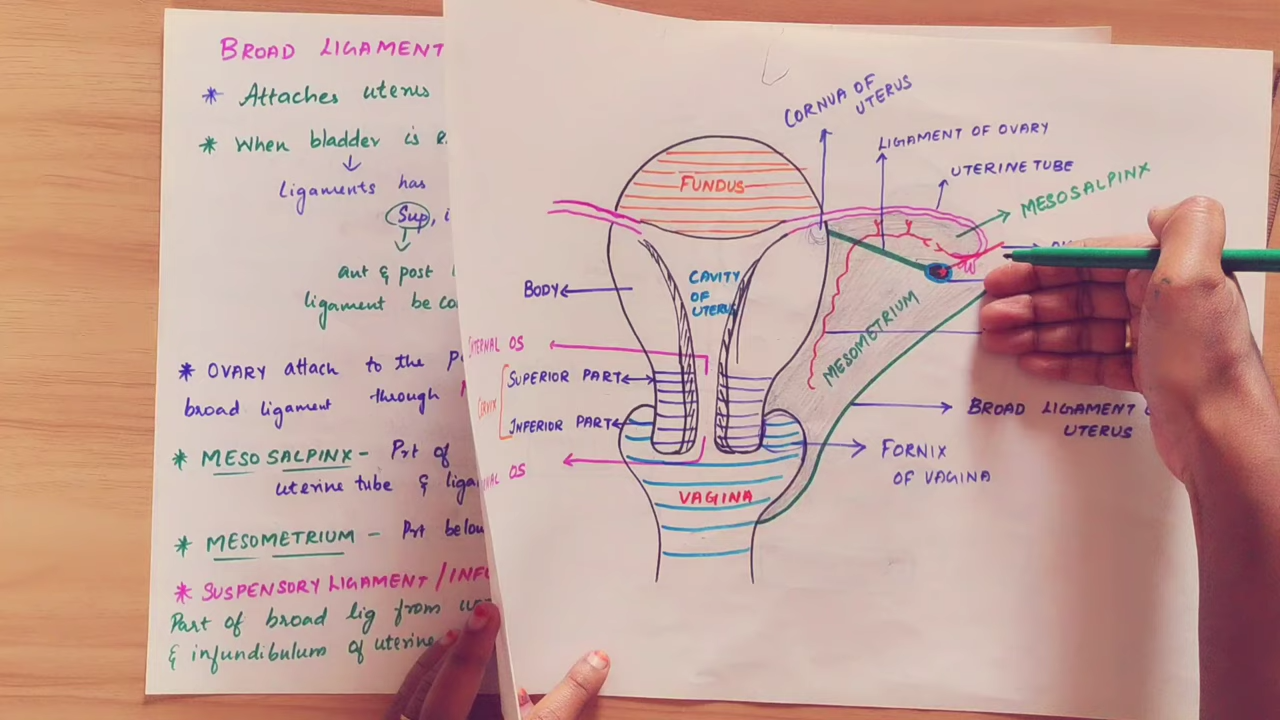 BROAD LIGAMENT
* Attaches uterus
* When bladder is
Ligaments has
Sup,
ant & post
ligament be
* OVARY attach to the
broad ligament through
* MESOSALPINX - Prt of
uterine tube &
* MESOMETRIUM - Prt below
* SUSPENSORY LIGAMENT /
Part of broad lig from
& infundibulum of uterine
CORNUA OF
UTERUS
LIGAMENT OF OVARY
UTERINE TUBE
MESOSALPINX
FUNDUS
CAVITY
OF
UTERUS
BODY
MESOMETRIUM
OS
SUPERIOR PART
CERVIX
INFERIOR PART
BROAD LIGAMENT
UTERUS
FORNIX
OF VAGINA
OS
VAGINA